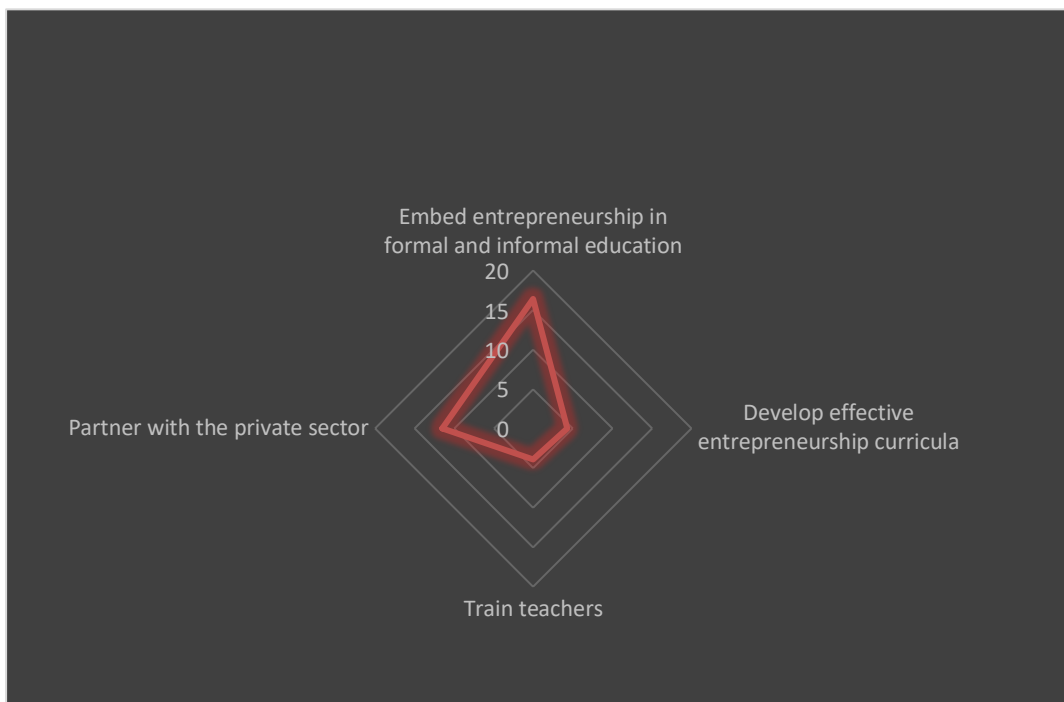 Embed entrepreneurship in
formal and informal education
20
15
10
5
0
Partner with the private sector
Develop effective
entrepreneurship curricula
Train teachers